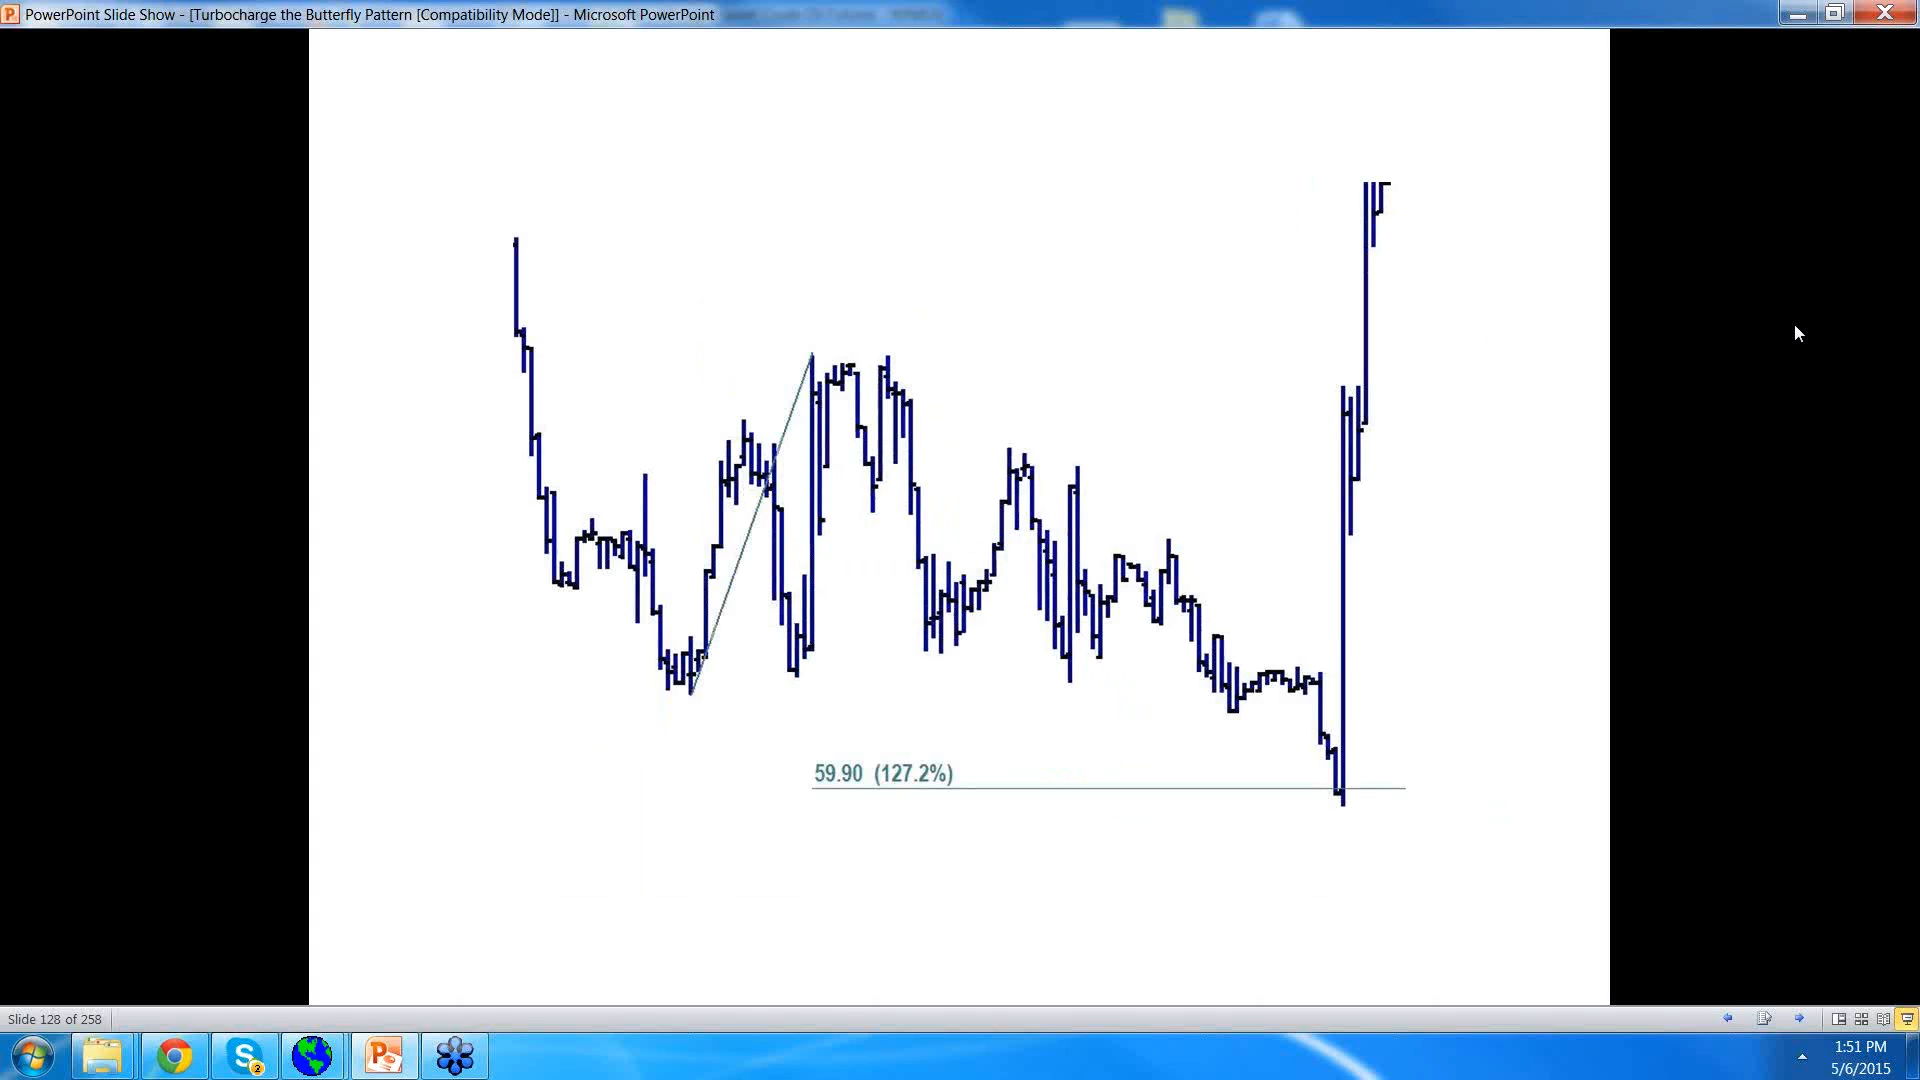 PowerPoint Slide Show - [Turbocharge the Butterfly Pattern [Compatibility Mode]] - Microsoft PowerPoint
59.90 (127.2%)
Slide 128 of 258
2
1:51 PM
5/6/2015